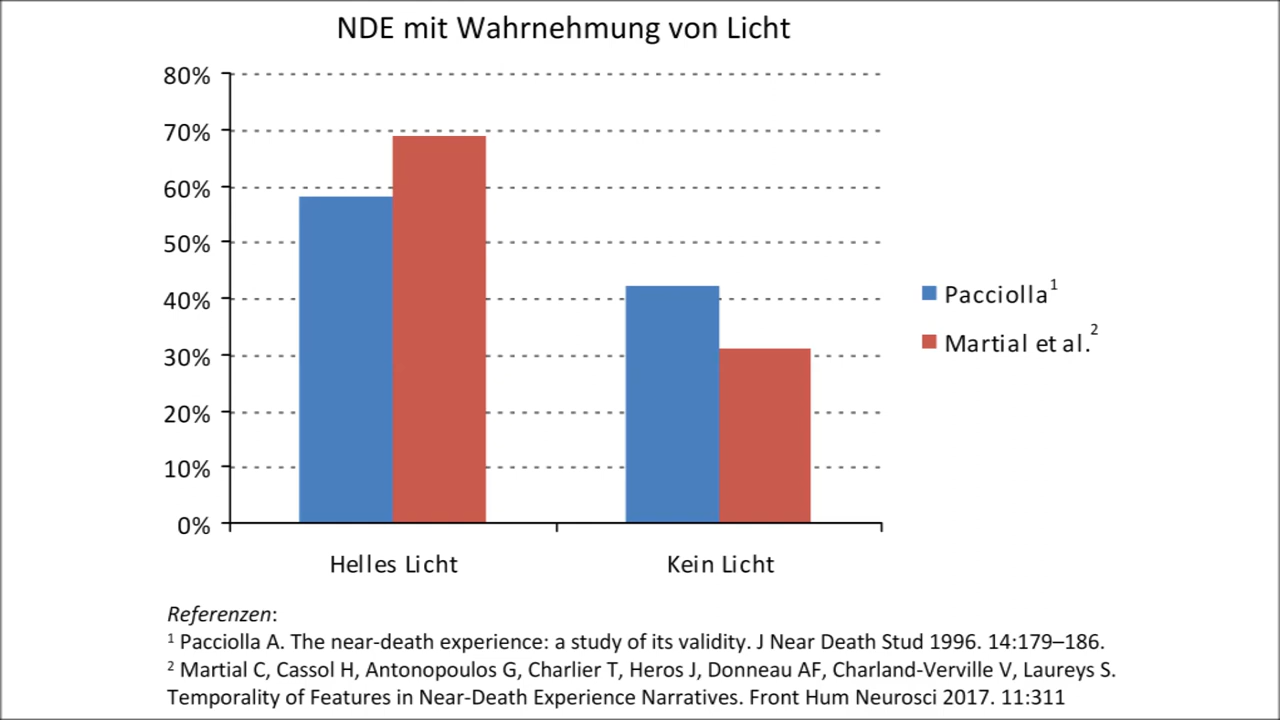 NDE mit Wahrnehmung von Licht
80%
70%
60%
50%
40%
30%
20%
10%
0%
Helles Licht
Kein Licht
Pacciolla¹
Martial et al.²
Referenzen:
¹ Pacciolla A. The near-death experience: a study of its validity. J Near Death Stud 1996. 14:179–186.
² Martial C, Cassol H, Antonopoulos G, Charlier T, Heros J, Donneau AF, Charland-Verville V, Laureys S.
Temporality of Features in Near-Death Experience Narratives. Front Hum Neurosci 2017. 11:311